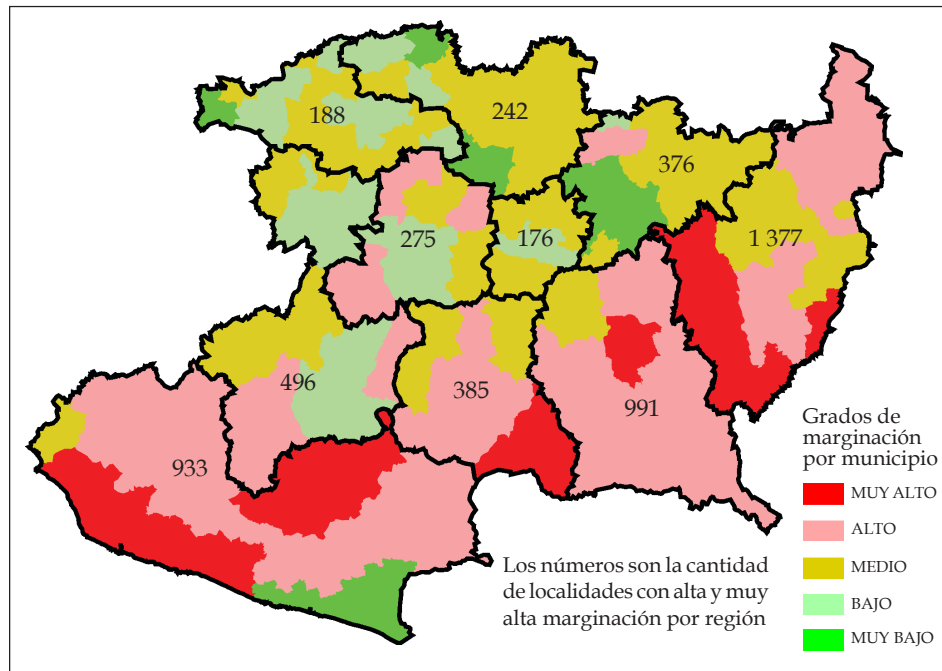 188
242
376
275
176
1 377
496
385
991
933
Grados de
marginación
por municipio
MUY ALTO
ALTO
MEDIO
BAJO
MUY BAJO
Los números son la cantidad
de localidades con alta y muy
alta marginación por región